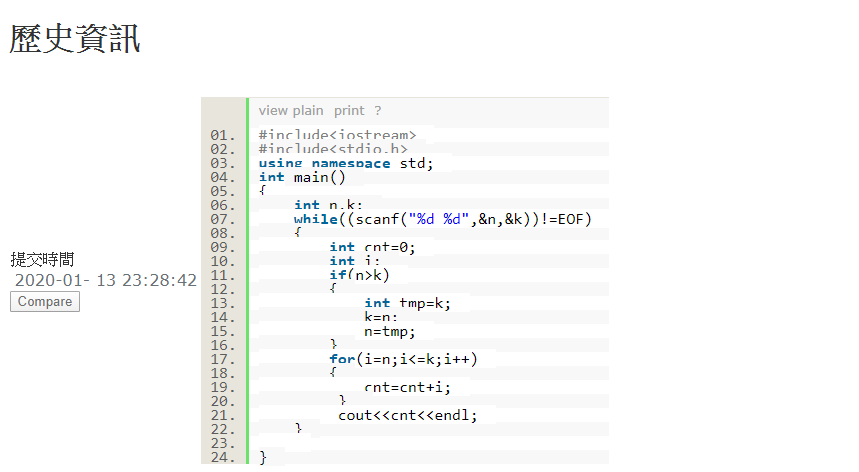 歷史資訊
提交時間
2020-01- 13 23:28:42
Compare
view plain print ?
01. #include<iostream>
02. #include<stdio.h>
03. using namespace std;
04. int main()
05. {
06.     int n,k;
07.     while((scanf("%d %d",&n,&k))!=EOF)
08.     {
09.         int cnt=0;
10.         int i;
11.         if(n>k)
12.         {
13.             int tmp=k;
14.             k=n;
15.             n=tmp;
16.         }
17.         for(i=n;i<=k;i++)
18.         {
19.             cnt=cnt+i;
20.          }
21.          cout<<cnt<<endl;
22.     }
23.
24. }